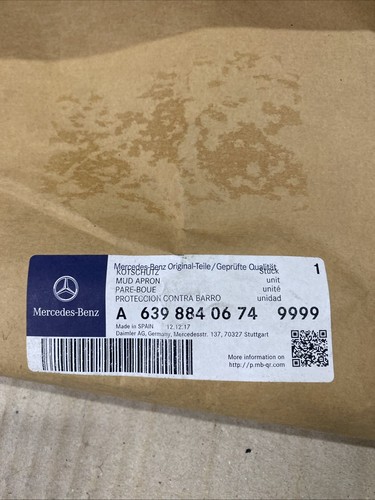 Mercedes-Benz Original-Teile/Geprüfte Qualität
KOTSCHUTZ Stück 1
MUD APRON unit
PARE-BOUE unité
PROTECCION CONTRA BARRO unidad
Mercedes-Benz
A 639 884 06 74 9999
Made in SPAIN 12.12.17
Daimler AG, Germany, Mercedesstr. 137, 70327 Stuttgart
More information on
http://p.mb-qr.com